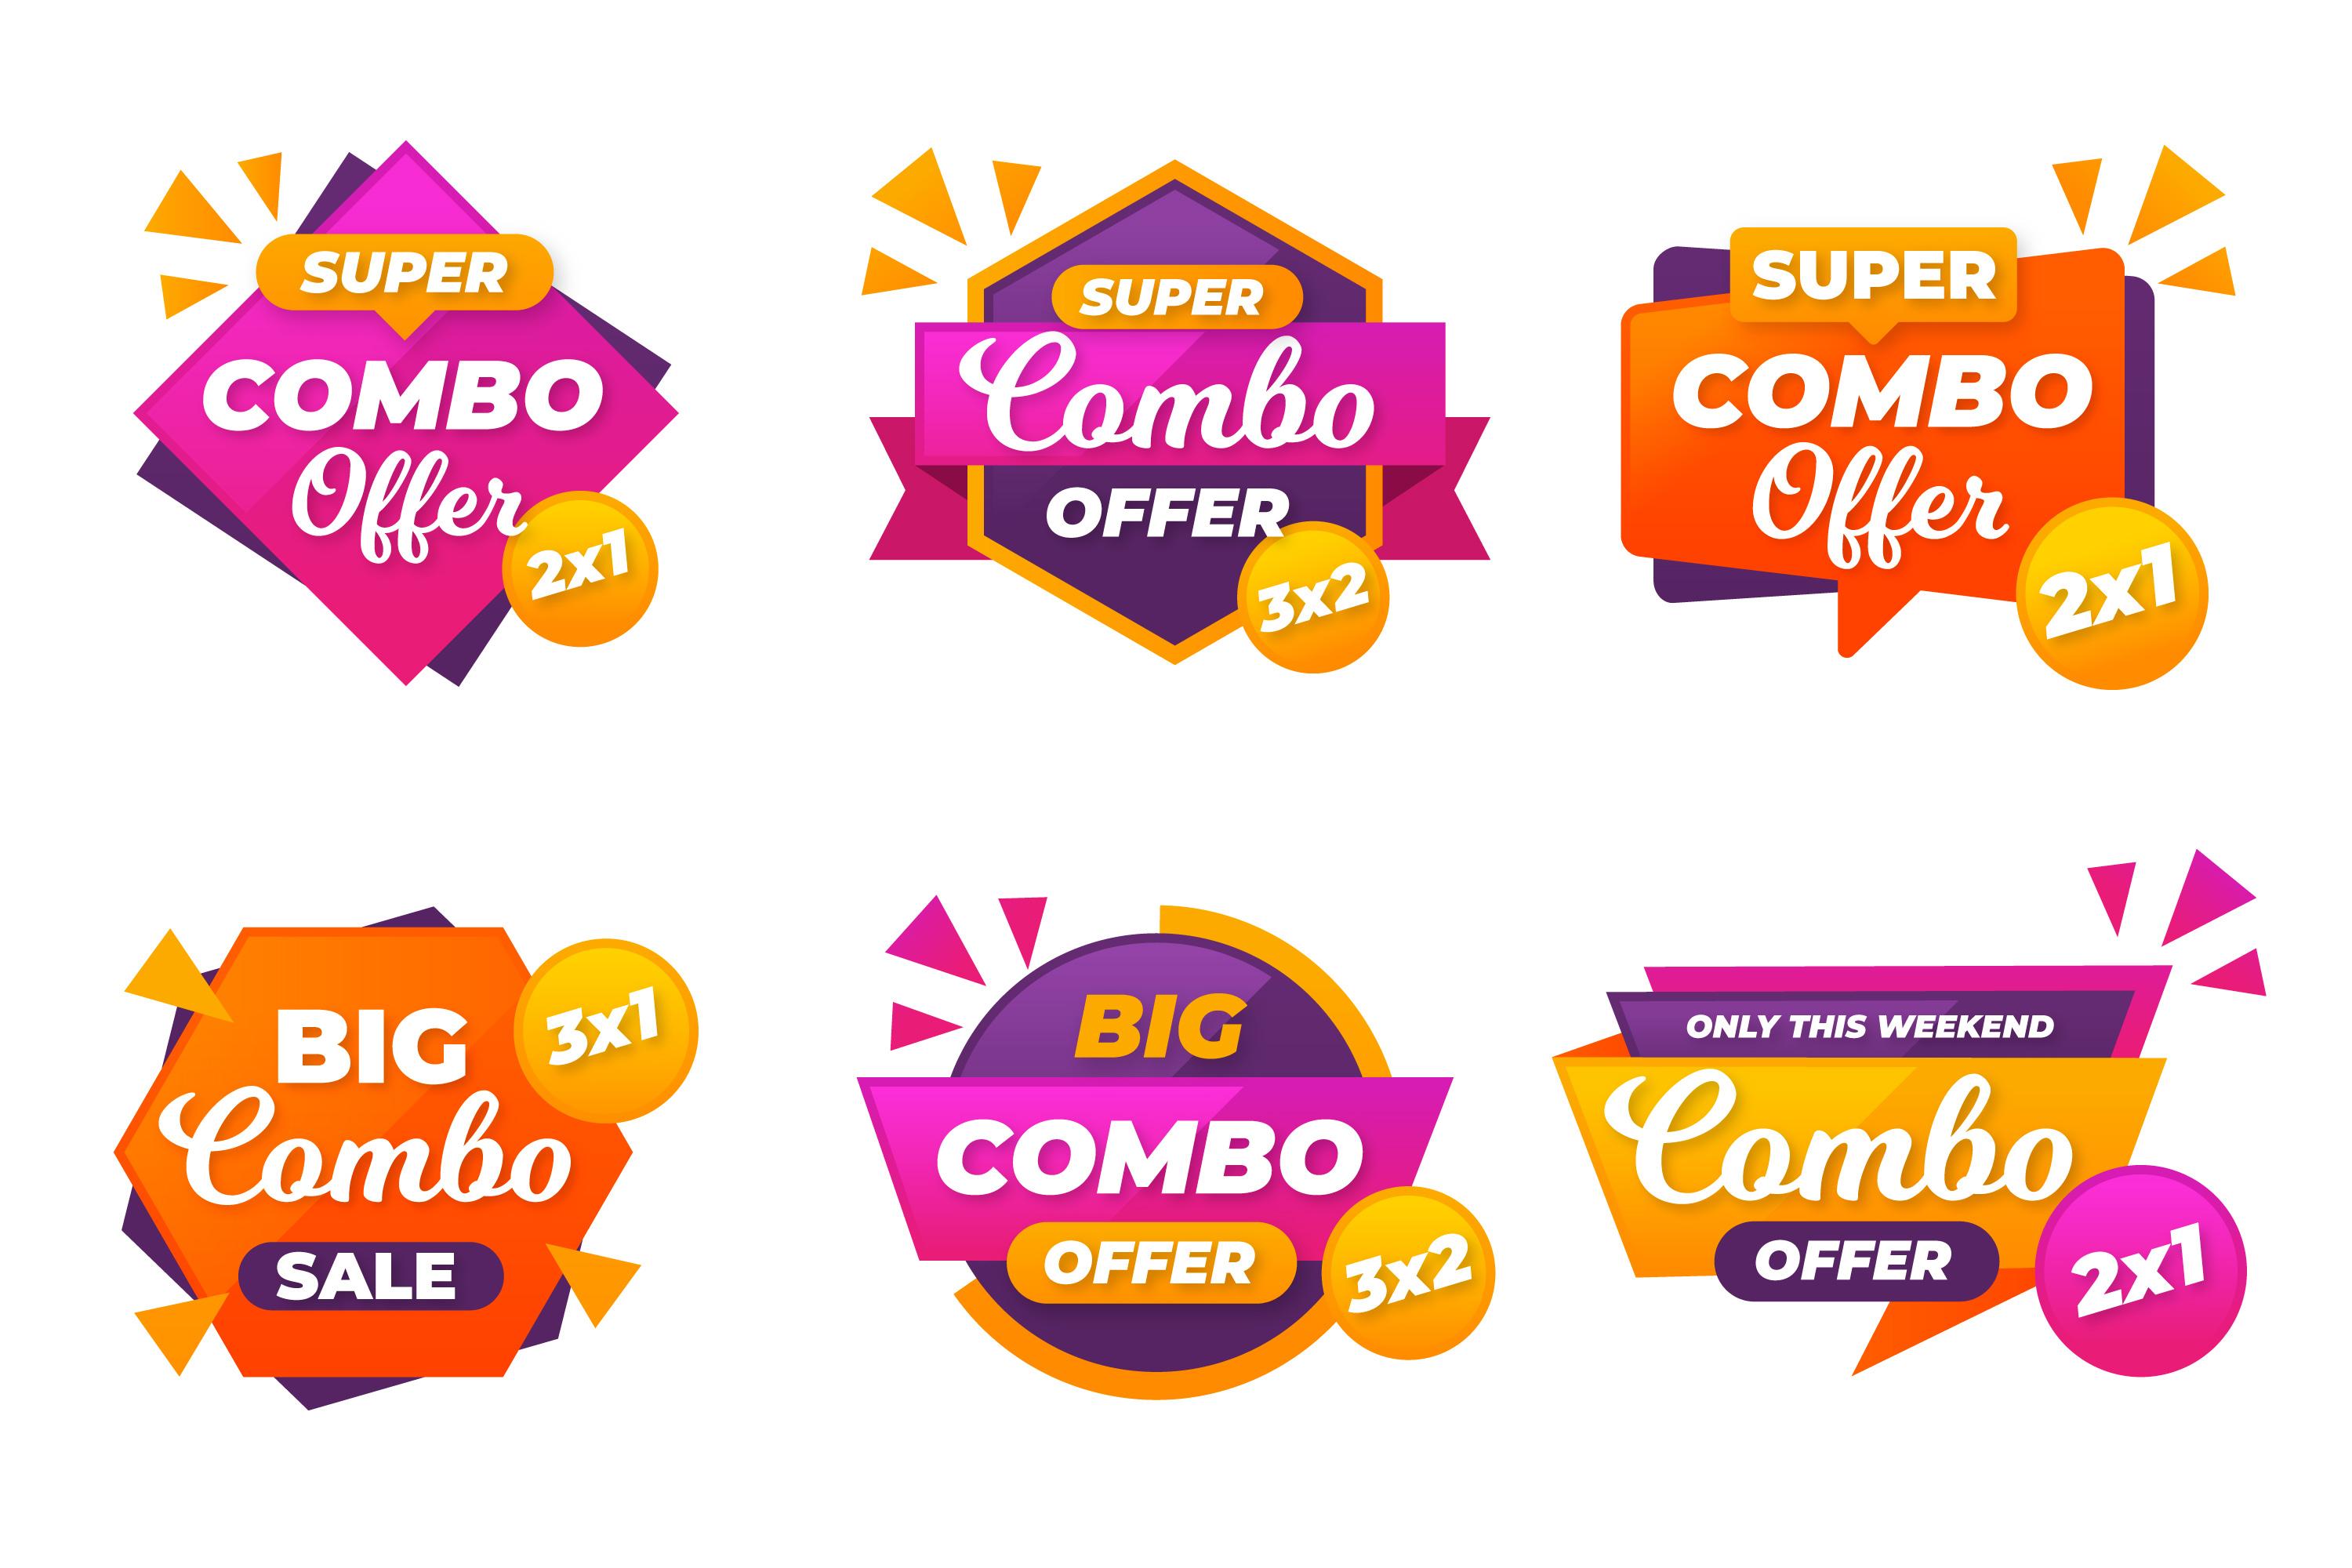 SUPER
COMBO
Offer
2x1
SUPER
Combo
OFFER
3x2
SUPER
COMBO
Offer
2x1
BIG
3x1
Combo
SALE
BIG
COMBO
OFFER
3x2
ONLY THIS WEEKEND
Combo
OFFER
2x1